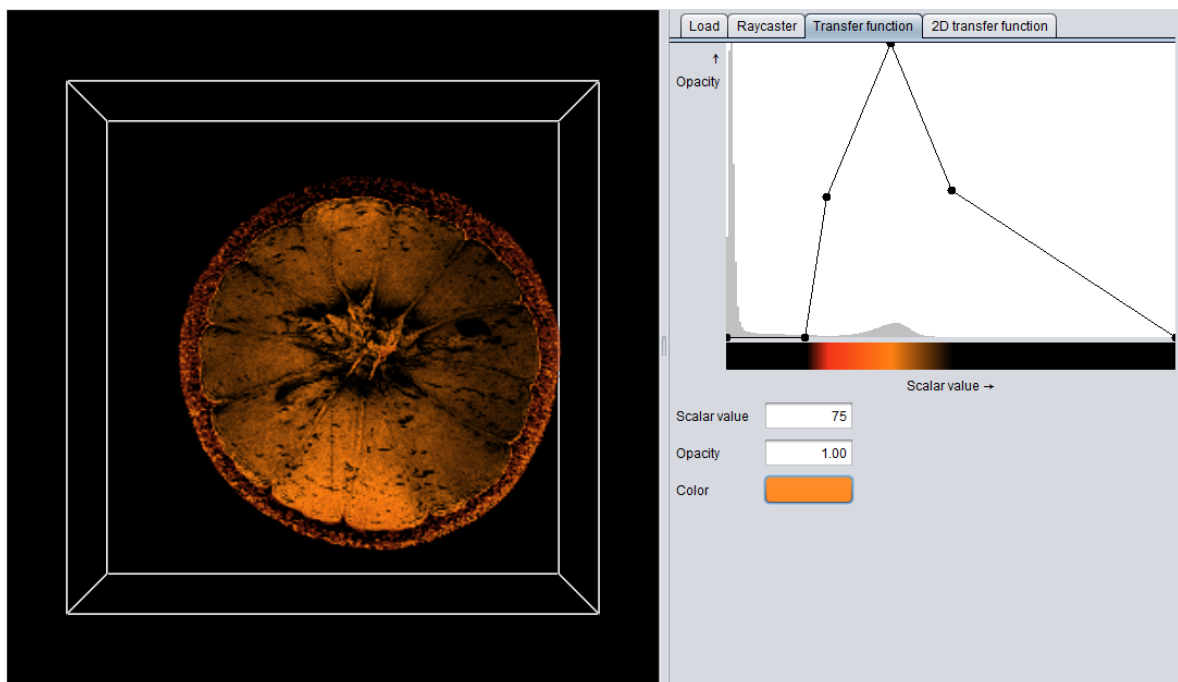 Load Raycaster Transfer function 2D transfer function
↑
Opacity
Scalar value →
Scalar value 75
Opacity 1.00
Color